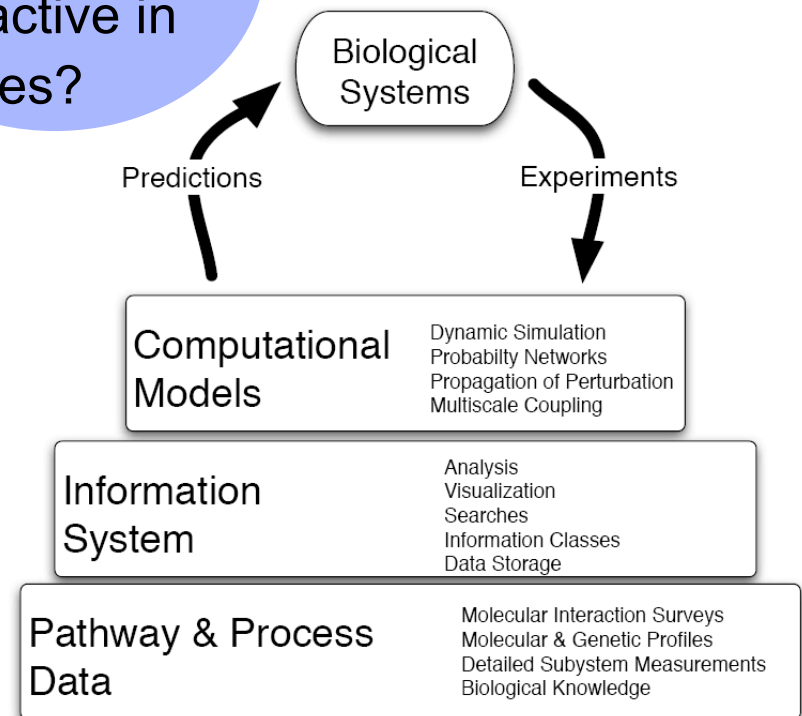 active in
es?
Biological
Systems
Predictions
Experiments
Computational
Models
Dynamic Simulation
Probabilty Networks
Propagation of Perturbation
Multiscale Coupling
Information
System
Analysis
Visualization
Searches
Information Classes
Data Storage
Pathway & Process
Data
Molecular Interaction Surveys
Molecular & Genetic Profiles
Detailed Subystem Measurements
Biological Knowledge